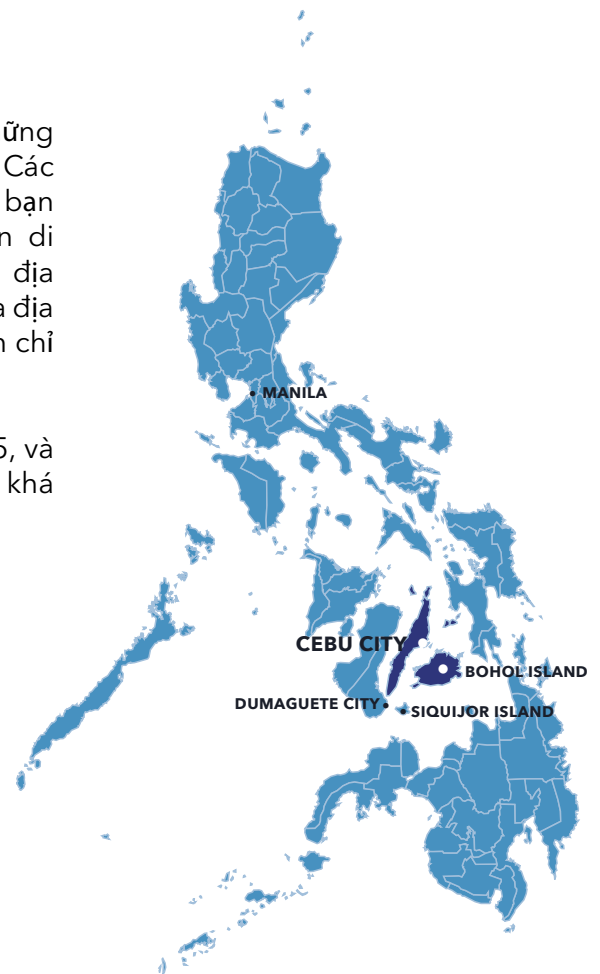 ững
Các
bạn
n di
địa
a địa
n chỉ
5, và
khá
MANILA
CEBU CITY
BOHOL ISLAND
DUMAGUETE CITY
SIQUIJOR ISLAND